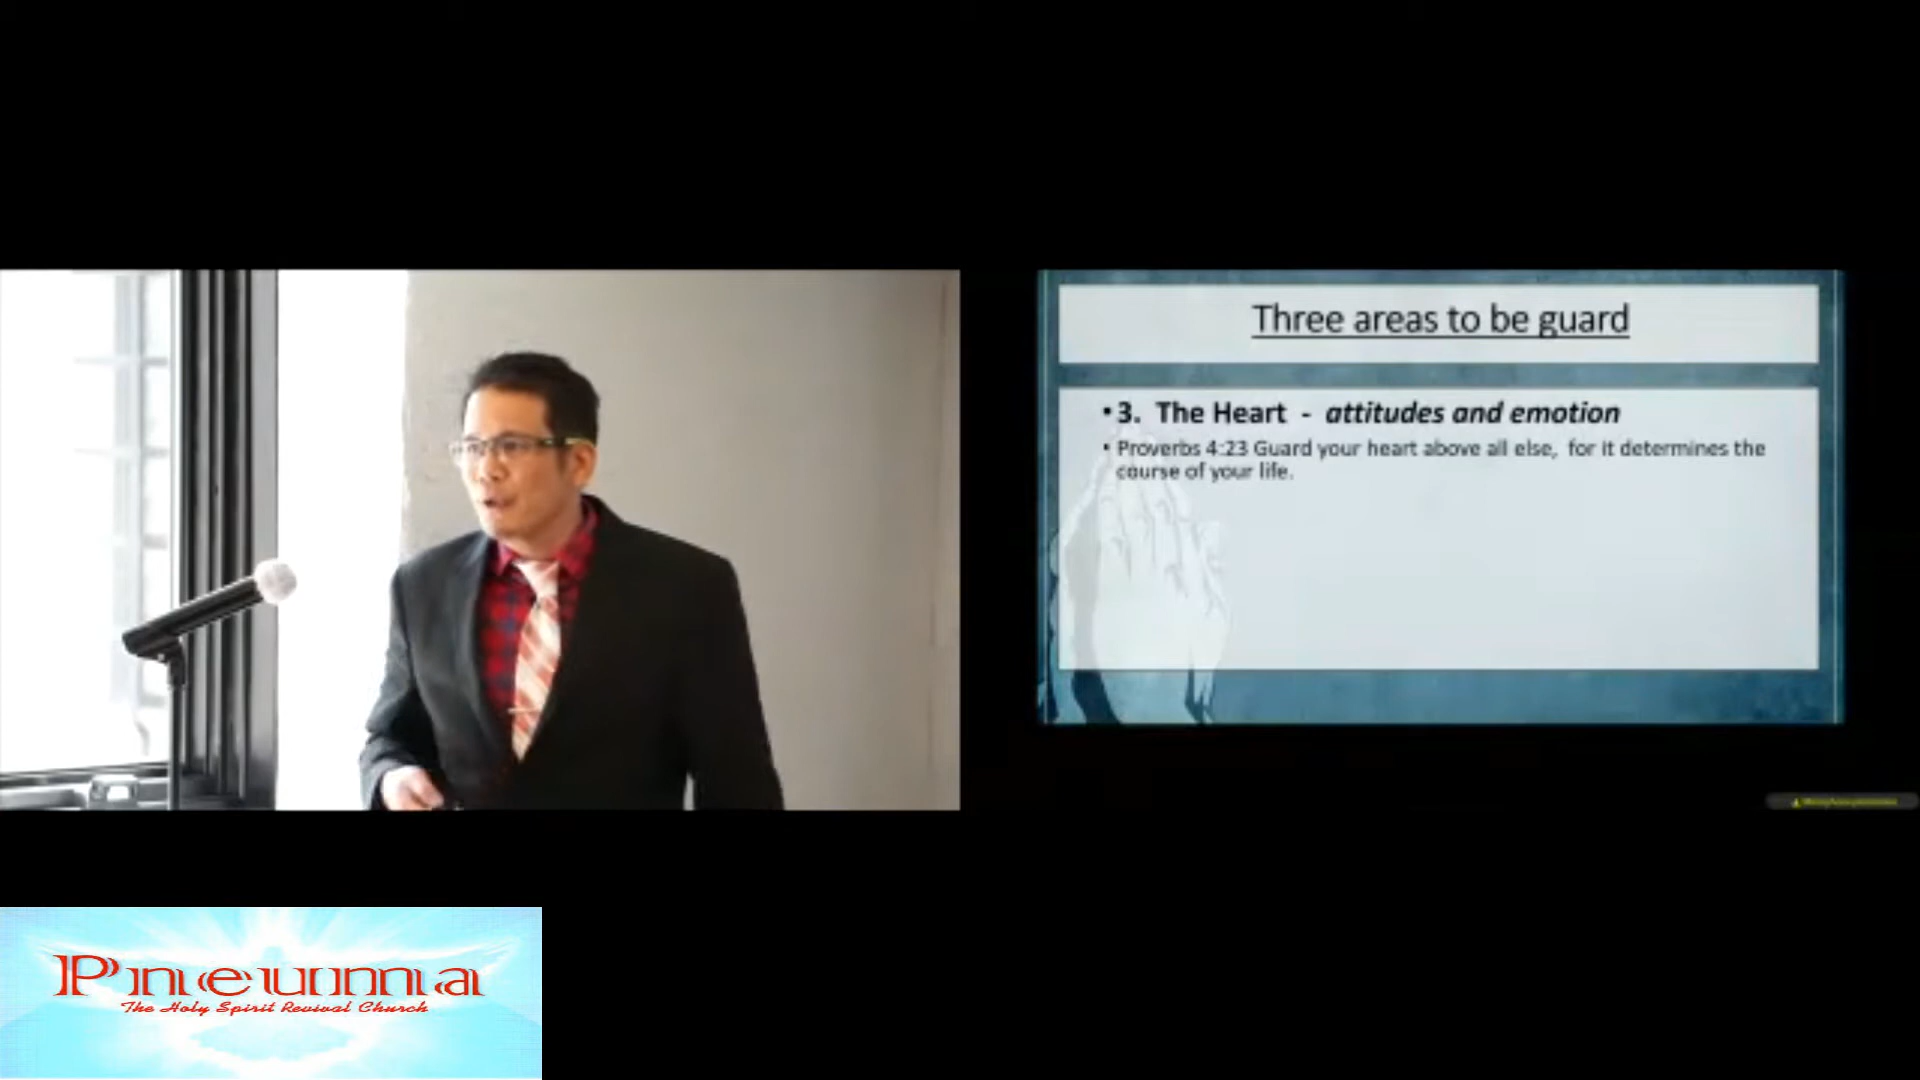 Three areas to be guard
• 3. The Heart - attitudes and emotion
• Proverbs 4:23 Guard your heart above all else, for it determines the
course of your life.
Pneuma
The Holy Spirit Revival Church